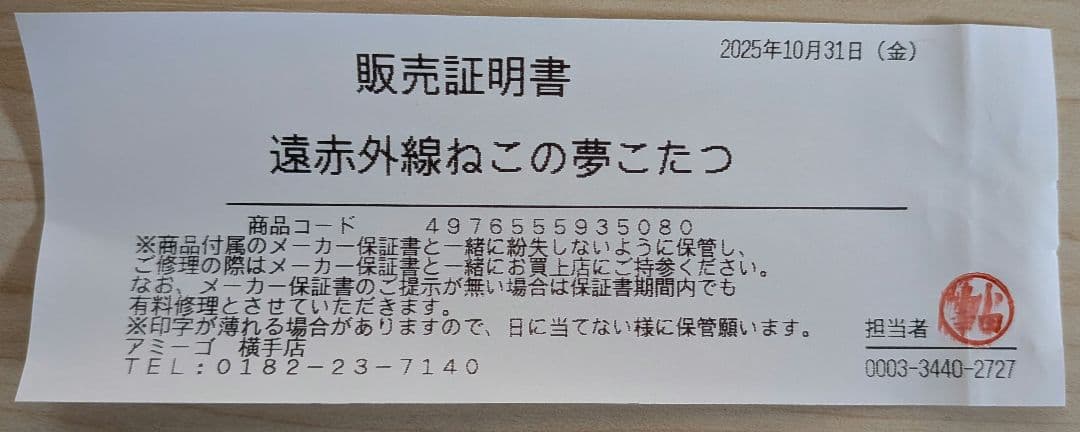 2025年10月31日（金）
販売証明書
遠赤外線ねこの夢こたつ
商品コード　4976555935080
※商品付属のメーカー保証書と一緒に紛失しないように保管し、
ご修理の際はメーカー保証書と一緒にお買上店にご持参ください。
なお、メーカー保証書のご提示が無い場合は保証書期間内でも
有料修理とさせていただきます。
※印字が薄れる場合がありますので、日に当てない様に保管願います。
アミーゴ　横手店
ＴＥＬ：０１８２－２３－７１４０
担当者
0003-3440-2727